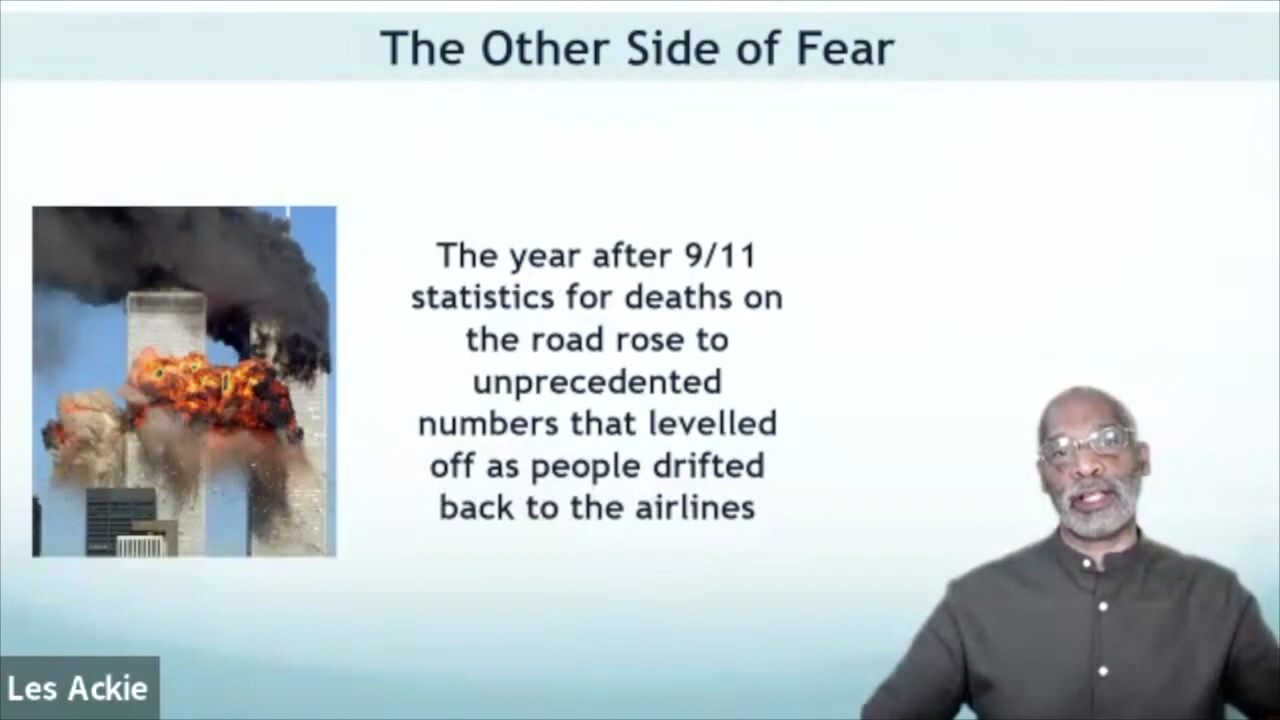 The Other Side of Fear
The year after 9/11
statistics for deaths on
the road rose to
unprecedented
numbers that levelled
off as people drifted
back to the airlines
Les Ackie